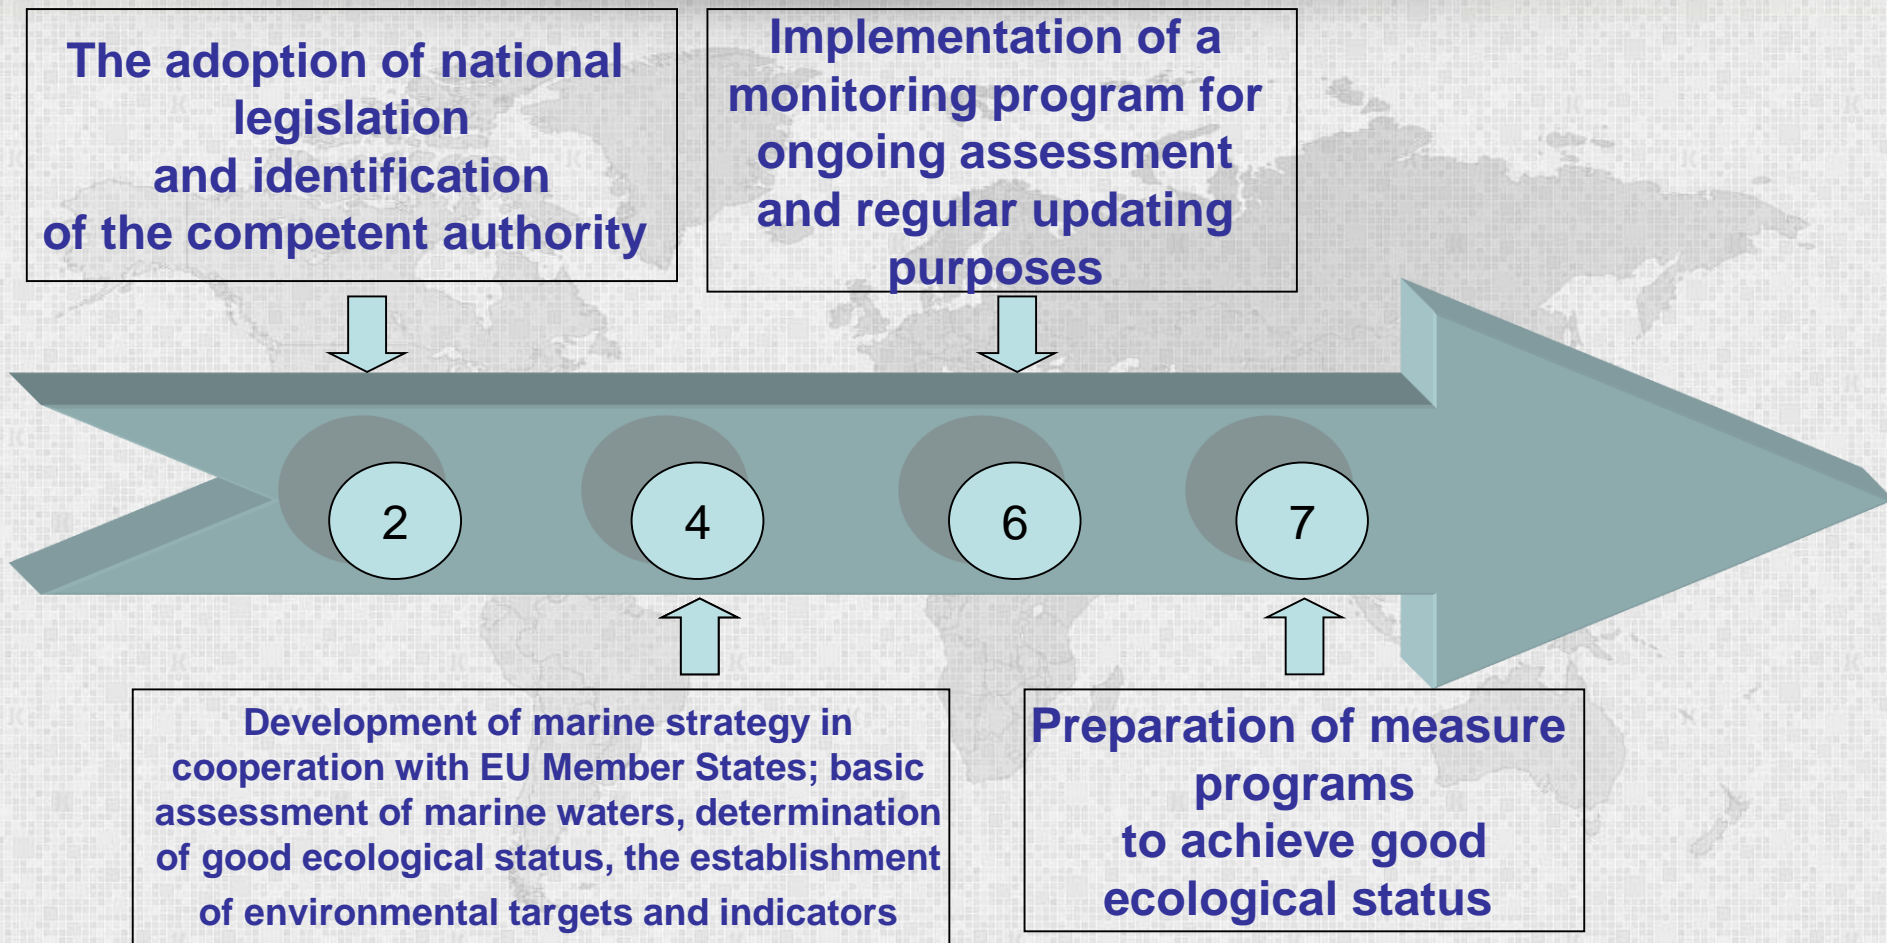 The adoption of national
legislation
and identification
of the competent authority
Implementation of a
monitoring program for
ongoing assessment
and regular updating
purposes
2
4
6
7
Development of marine strategy in
cooperation with EU Member States; basic
assessment of marine waters, determination
of good ecological status, the establishment
of environmental targets and indicators
Preparation of measure
programs
to achieve good
ecological status